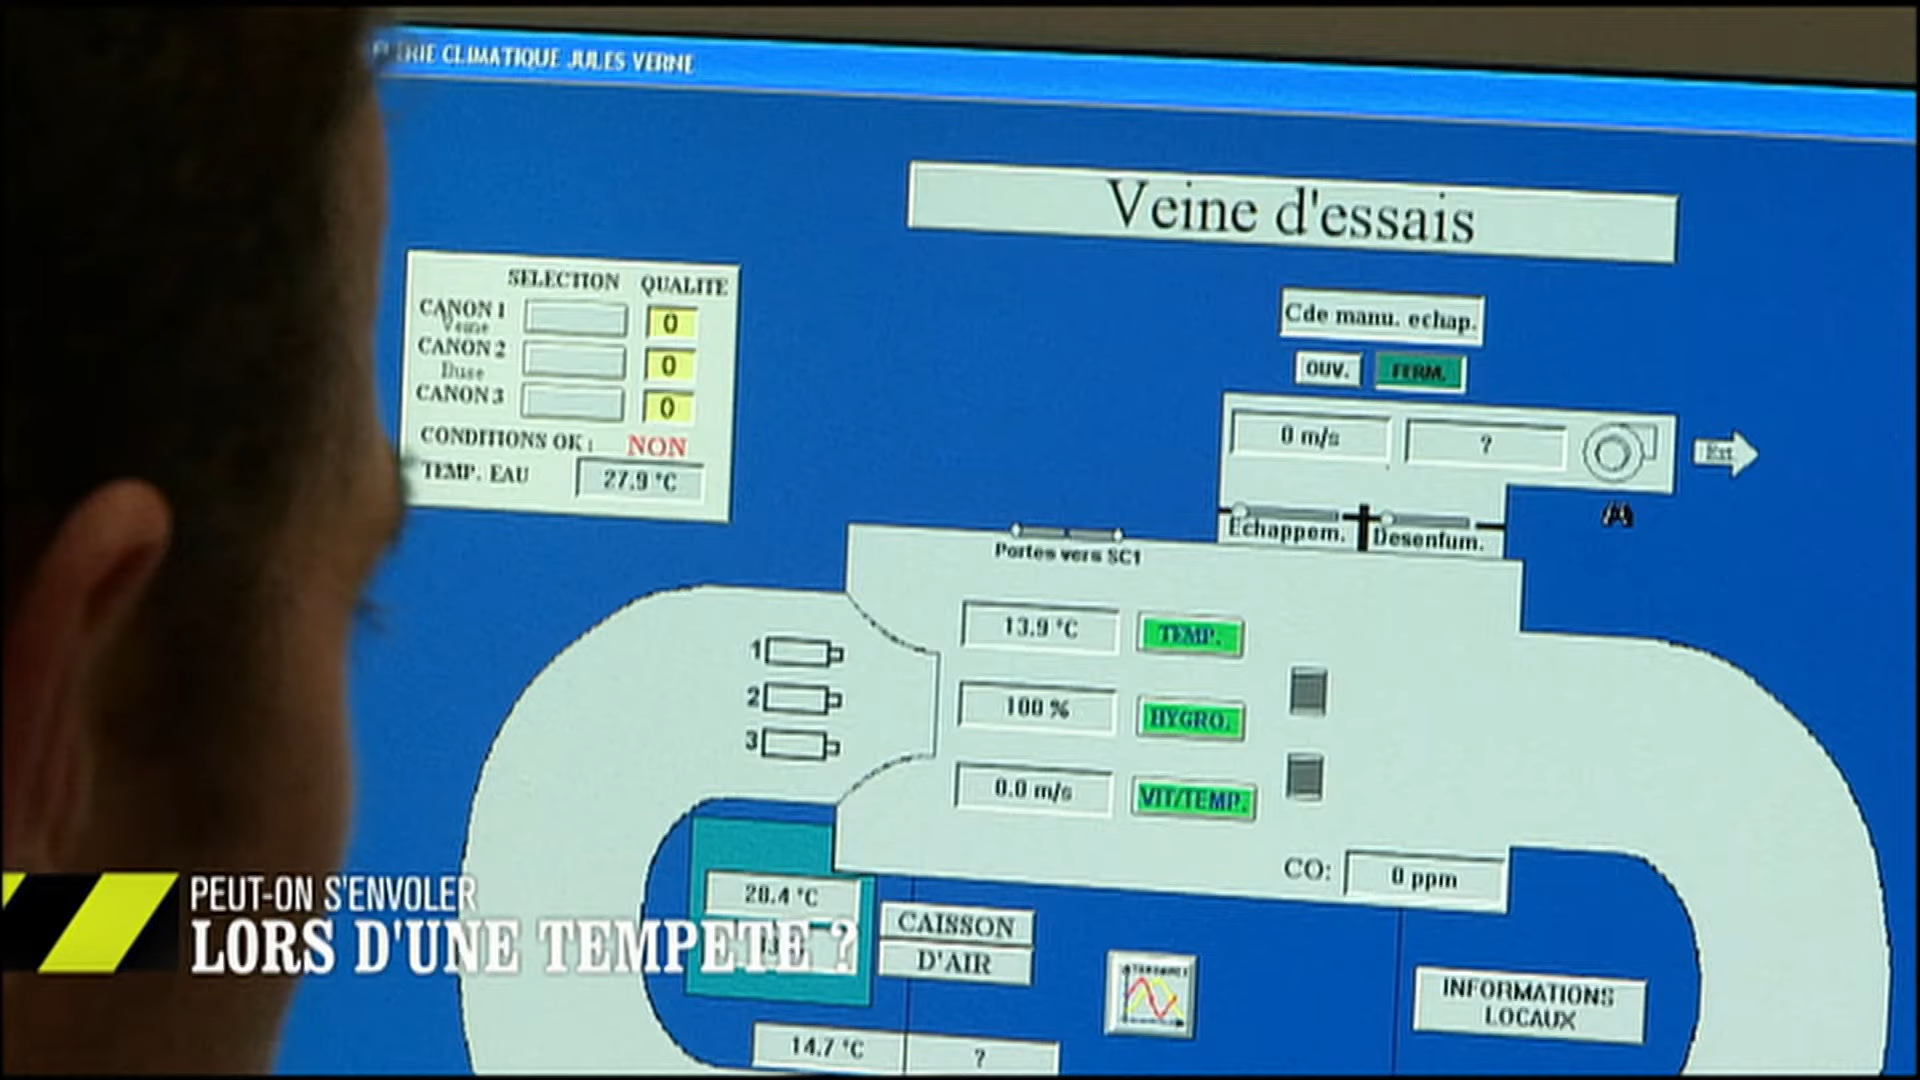 ERIE CLIMATIQUE JULES VERNE
Veine d'essais
SELECTION QUALITE
CANON 1 0
Veine
CANON 2 0
Buse
CANON 3 0
CONDITIONS OK : NON
TEMP. EAU 27.9 °C
Cde manu. echap.
OUV. FERM.
0 m/s ? Ext
Echappem. Desenfum.
Portes vers SC1
1
2
3
13.9 °C TEMP.
100 % HYGRO.
0.0 m/s VIT/TEMP.
CO: 0 ppm
20.4 °C
CAISSON
D'AIR
INFORMATIONS
LOCAUX
14.7 °C ?
PEUT-ON S'ENVOLER
LORS D'UNE TEMPETE ?